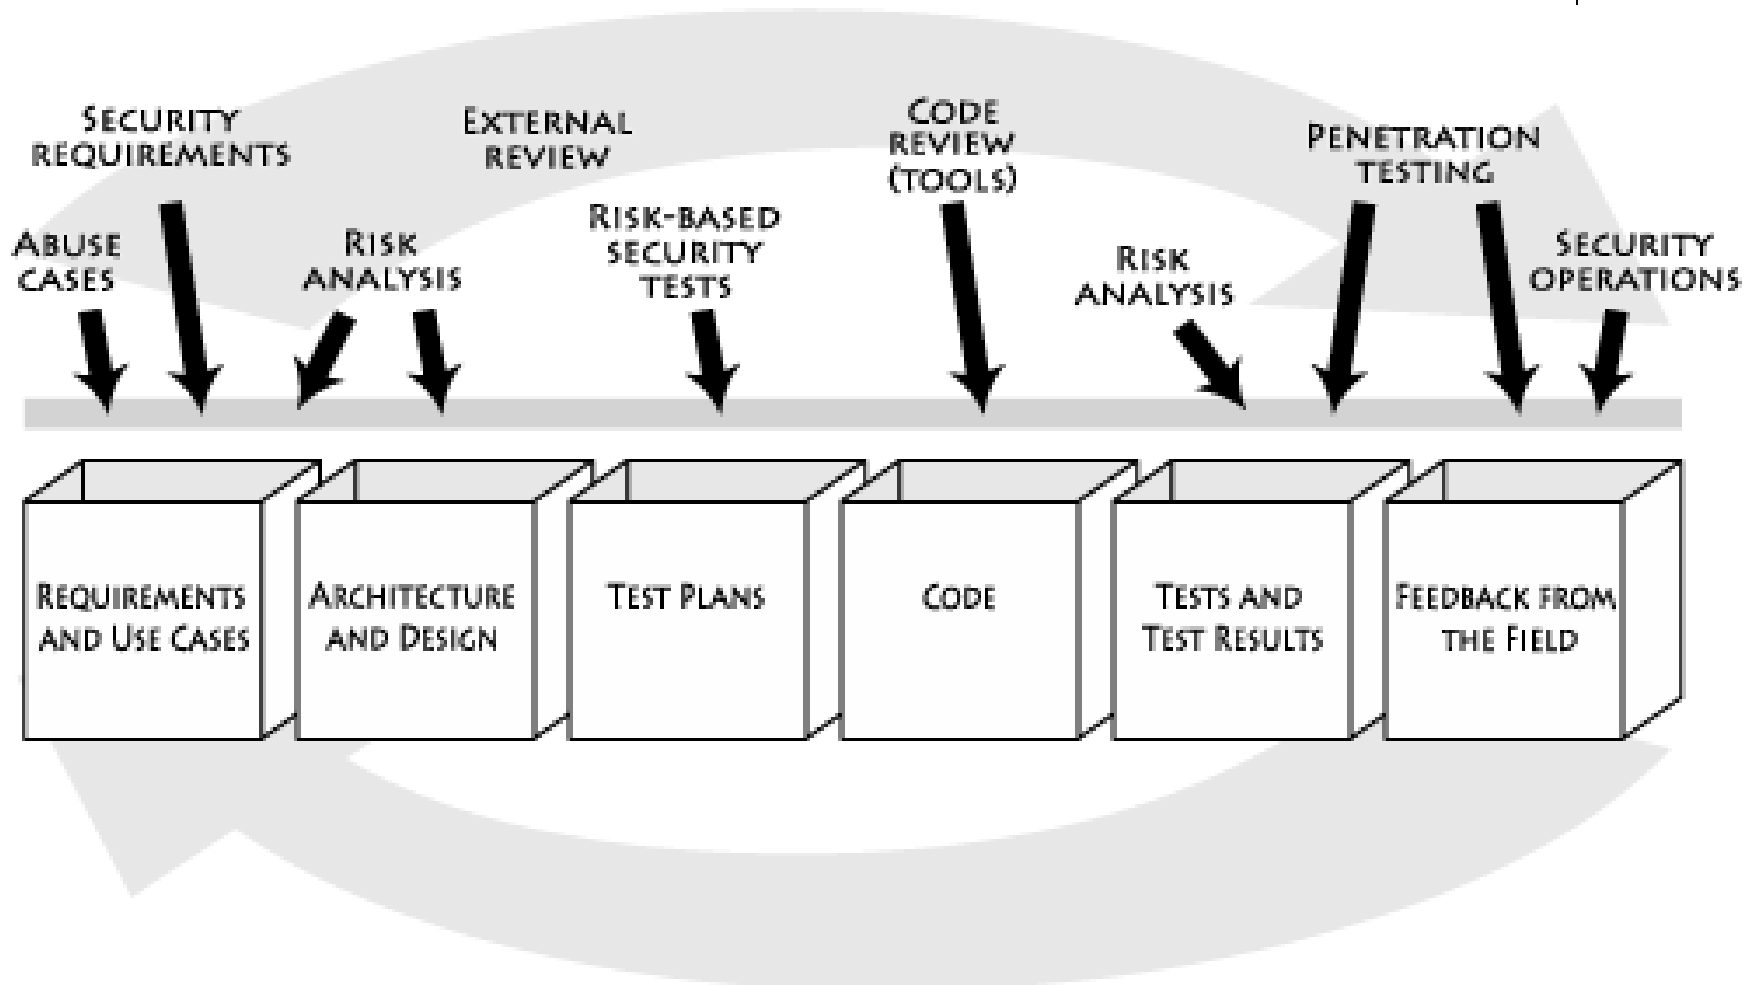 SECURITY
REQUIREMENTS
EXTERNAL
REVIEW
CODE
REVIEW
(TOOLS)
PENETRATION
TESTING
ABUSE
CASES
RISK
ANALYSIS
RISK-BASED
SECURITY
TESTS
RISK
ANALYSIS
SECURITY
OPERATIONS
REQUIREMENTS
AND USE CASES
ARCHITECTURE
AND DESIGN
TEST PLANS
CODE
TESTS AND
TEST RESULTS
FEEDBACK FROM
THE FIELD